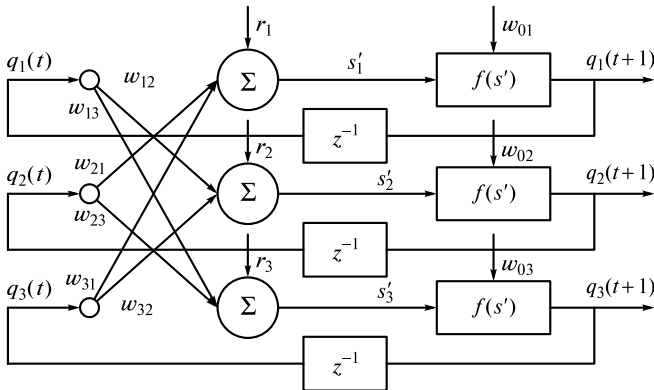 r₁ w₀₁
q₁(t) w₁₂ Σ s′₁ f(s′) q₁(t+1)
w₁₃
z⁻¹
w₂₁ r₂ w₀₂
q₂(t) Σ s′₂ f(s′) q₂(t+1)
w₂₃
z⁻¹
w₃₁ r₃ w₀₃
q₃(t) w₃₂ Σ s′₃ f(s′) q₃(t+1)
z⁻¹